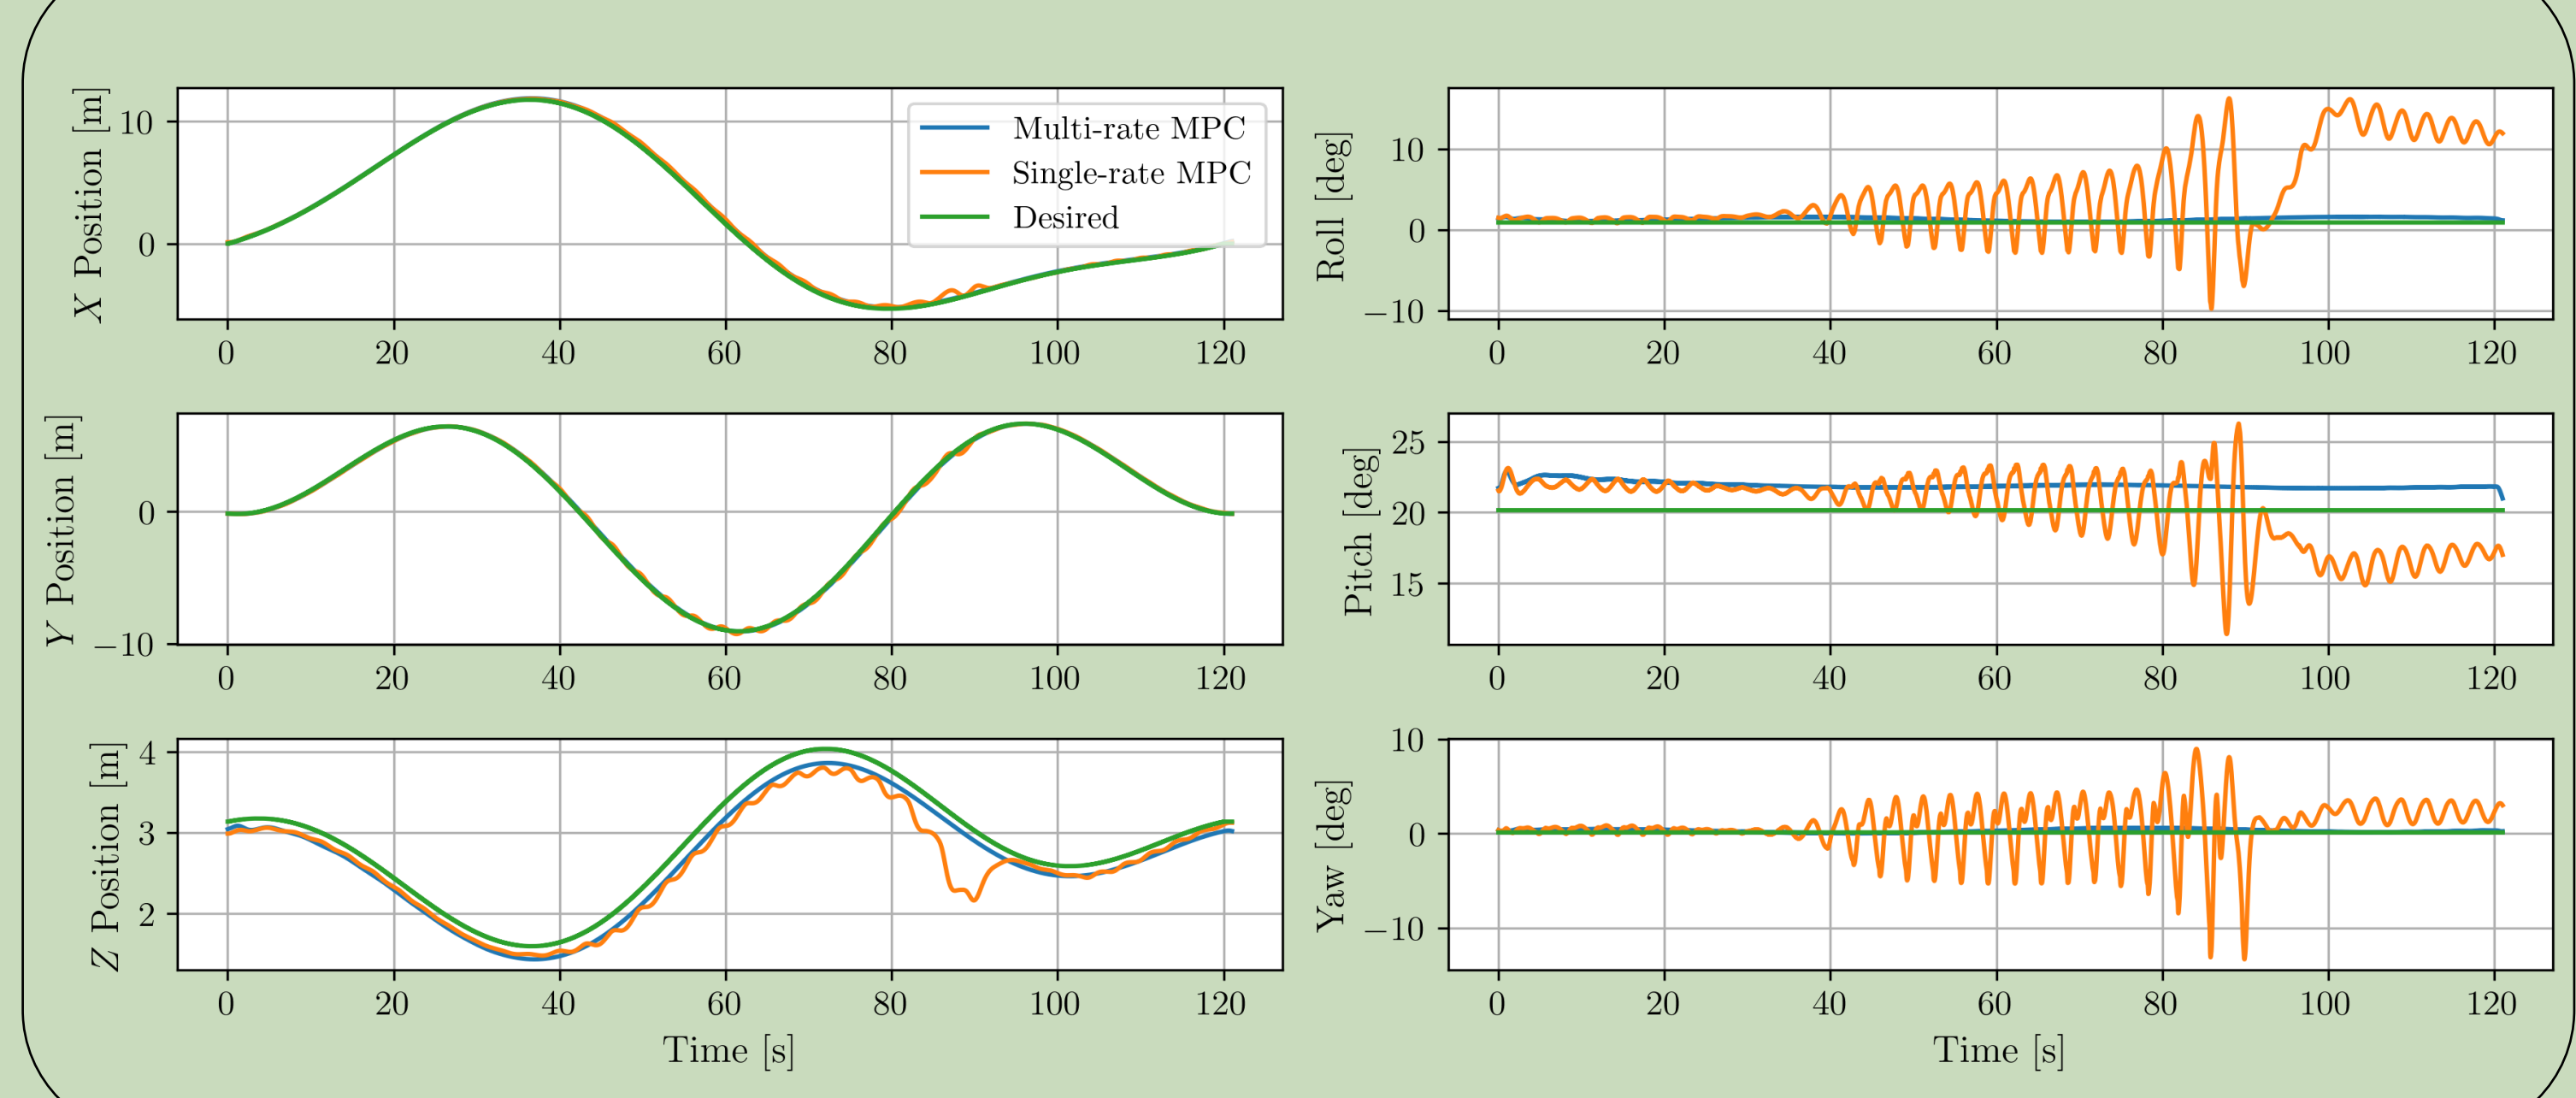 X Position [m]
10
0
Multi-rate MPC
Single-rate MPC
Desired
0 20 40 60 80 100 120
Roll [deg]
10
0
−10
0 20 40 60 80 100 120
Y Position [m]
0
−10
0 20 40 60 80 100 120
Pitch [deg]
25
20
15
0 20 40 60 80 100 120
Z Position [m]
4
3
2
0 20 40 60 80 100 120
Time [s]
Yaw [deg]
10
0
−10
0 20 40 60 80 100 120
Time [s]